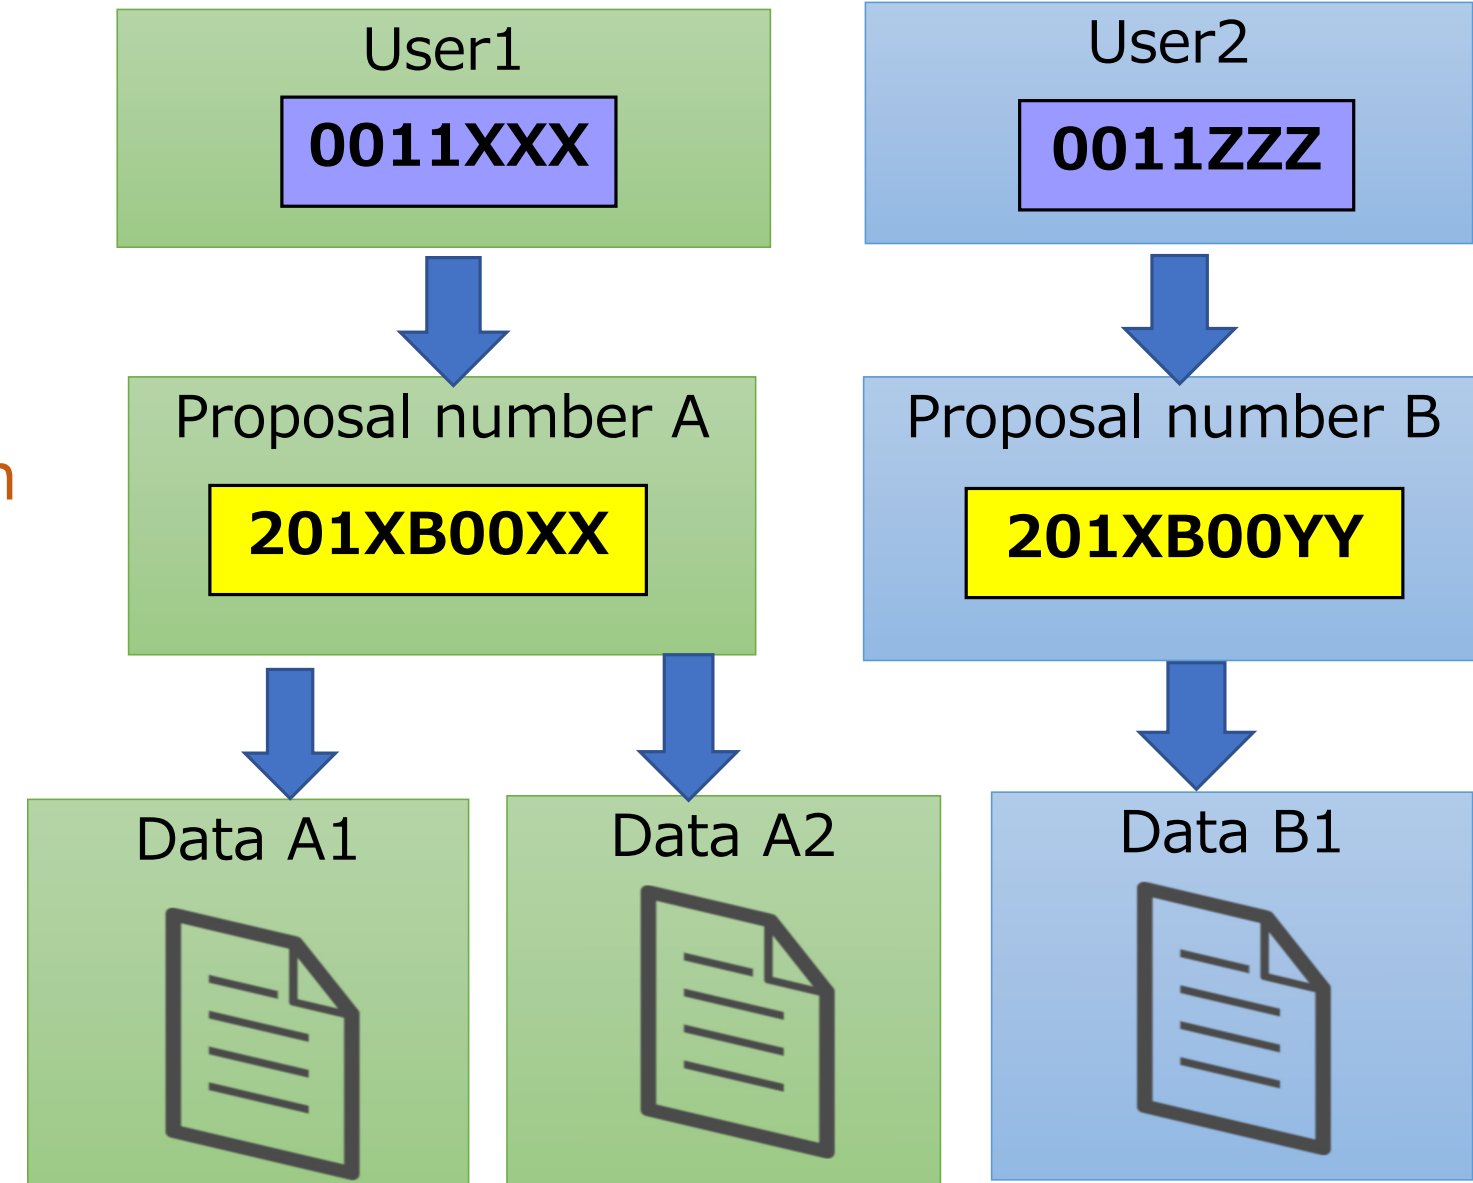 User1
0011XXX
User2
0011ZZZ
Proposal number A
201XB00XX
Proposal number B
201XB00YY
Data A1
Data A2
Data B1